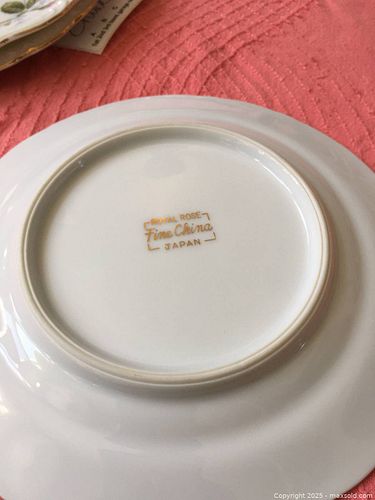 ROYAL ROSE
Fine China
JAPAN
Copyright 2025 - maxsold.com